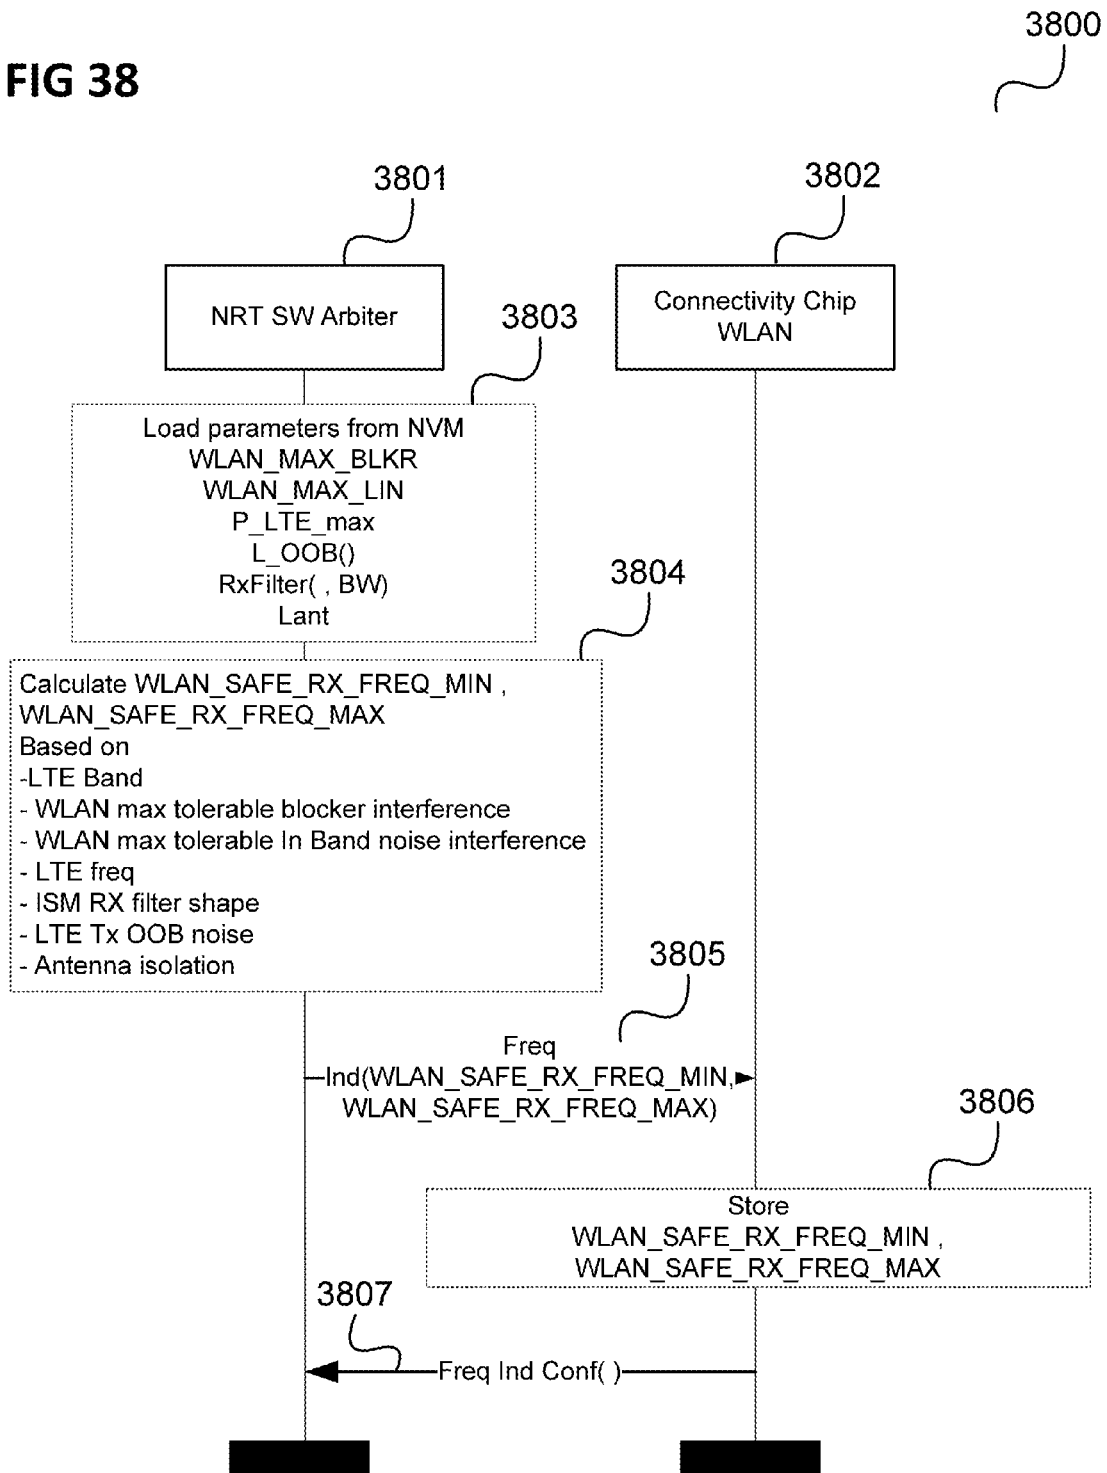 3800
FIG 38
3801
3802
NRT SW Arbiter
Connectivity Chip
WLAN
3803
Load parameters from NVM
WLAN_MAX_BLKR
WLAN_MAX_LIN
P_LTE_max
L_OOB()
RxFilter( , BW)
Lant
3804
Calculate WLAN_SAFE_RX_FREQ_MIN ,
WLAN_SAFE_RX_FREQ_MAX
Based on
-LTE Band
- WLAN max tolerable blocker interference
- WLAN max tolerable In Band noise interference
- LTE freq
- ISM RX filter shape
- LTE Tx OOB noise
- Antenna isolation
3805
Freq
Ind(WLAN_SAFE_RX_FREQ_MIN,
WLAN_SAFE_RX_FREQ_MAX)
3806
Store
WLAN_SAFE_RX_FREQ_MIN ,
WLAN_SAFE_RX_FREQ_MAX
3807
Freq Ind Conf( )